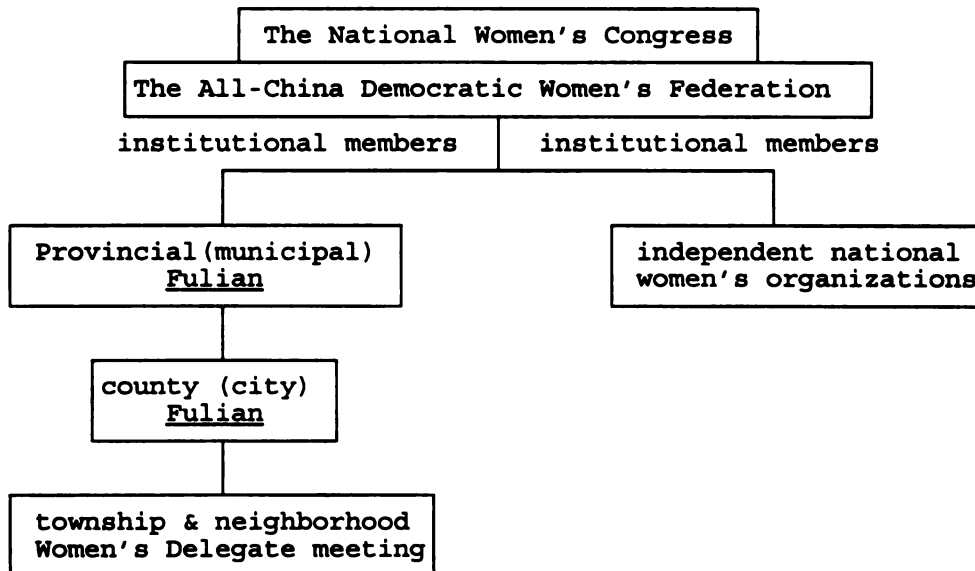 The National Women's Congress
The All-China Democratic Women's Federation
institutional members
institutional members
Provincial(municipal)
Fulian
independent national
women's organizations
county (city)
Fulian
township & neighborhood
Women's Delegate meeting